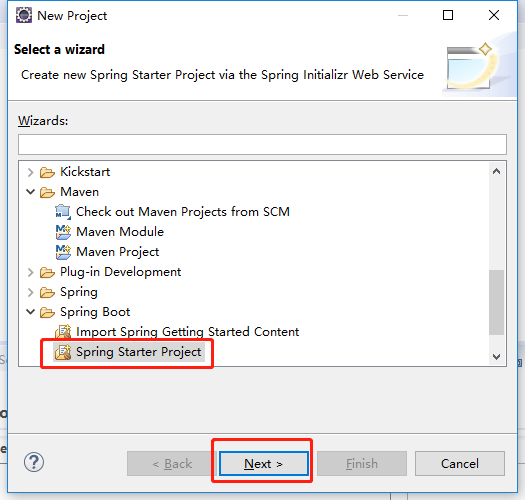 New Project
Select a wizard
Create new Spring Starter Project via the Spring Initializr Web Service
Wizards:
Kickstart
Maven
Check out Maven Projects from SCM
Maven Module
Maven Project
Plug-in Development
Spring
Spring Boot
Import Spring Getting Started Content
Spring Starter Project
? < Back Next > Finish Cancel